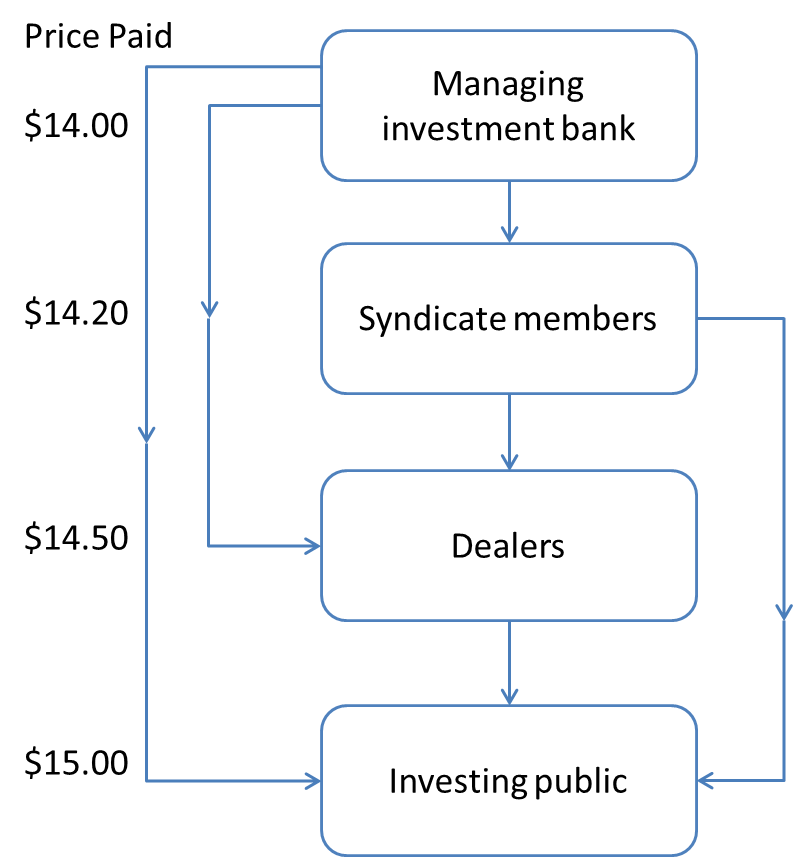 Price Paid
$14.00
Managing
investment bank
$14.20
Syndicate members
$14.50
Dealers
$15.00
Investing public